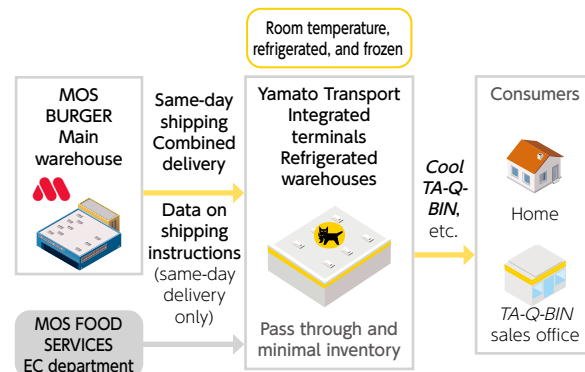 Room temperature,
refrigerated, and frozen
MOS
BURGER
Main
warehouse
Same-day
shipping
Combined
delivery
Data on
shipping
instructions
(same-day
delivery
only)
MOS FOOD
SERVICES
EC department
Yamato Transport
Integrated
terminals
Refrigerated
warehouses
Pass through and
minimal inventory
Cool
TA-Q-
BIN,
etc.
Consumers
Home
TA-Q-BIN
sales office